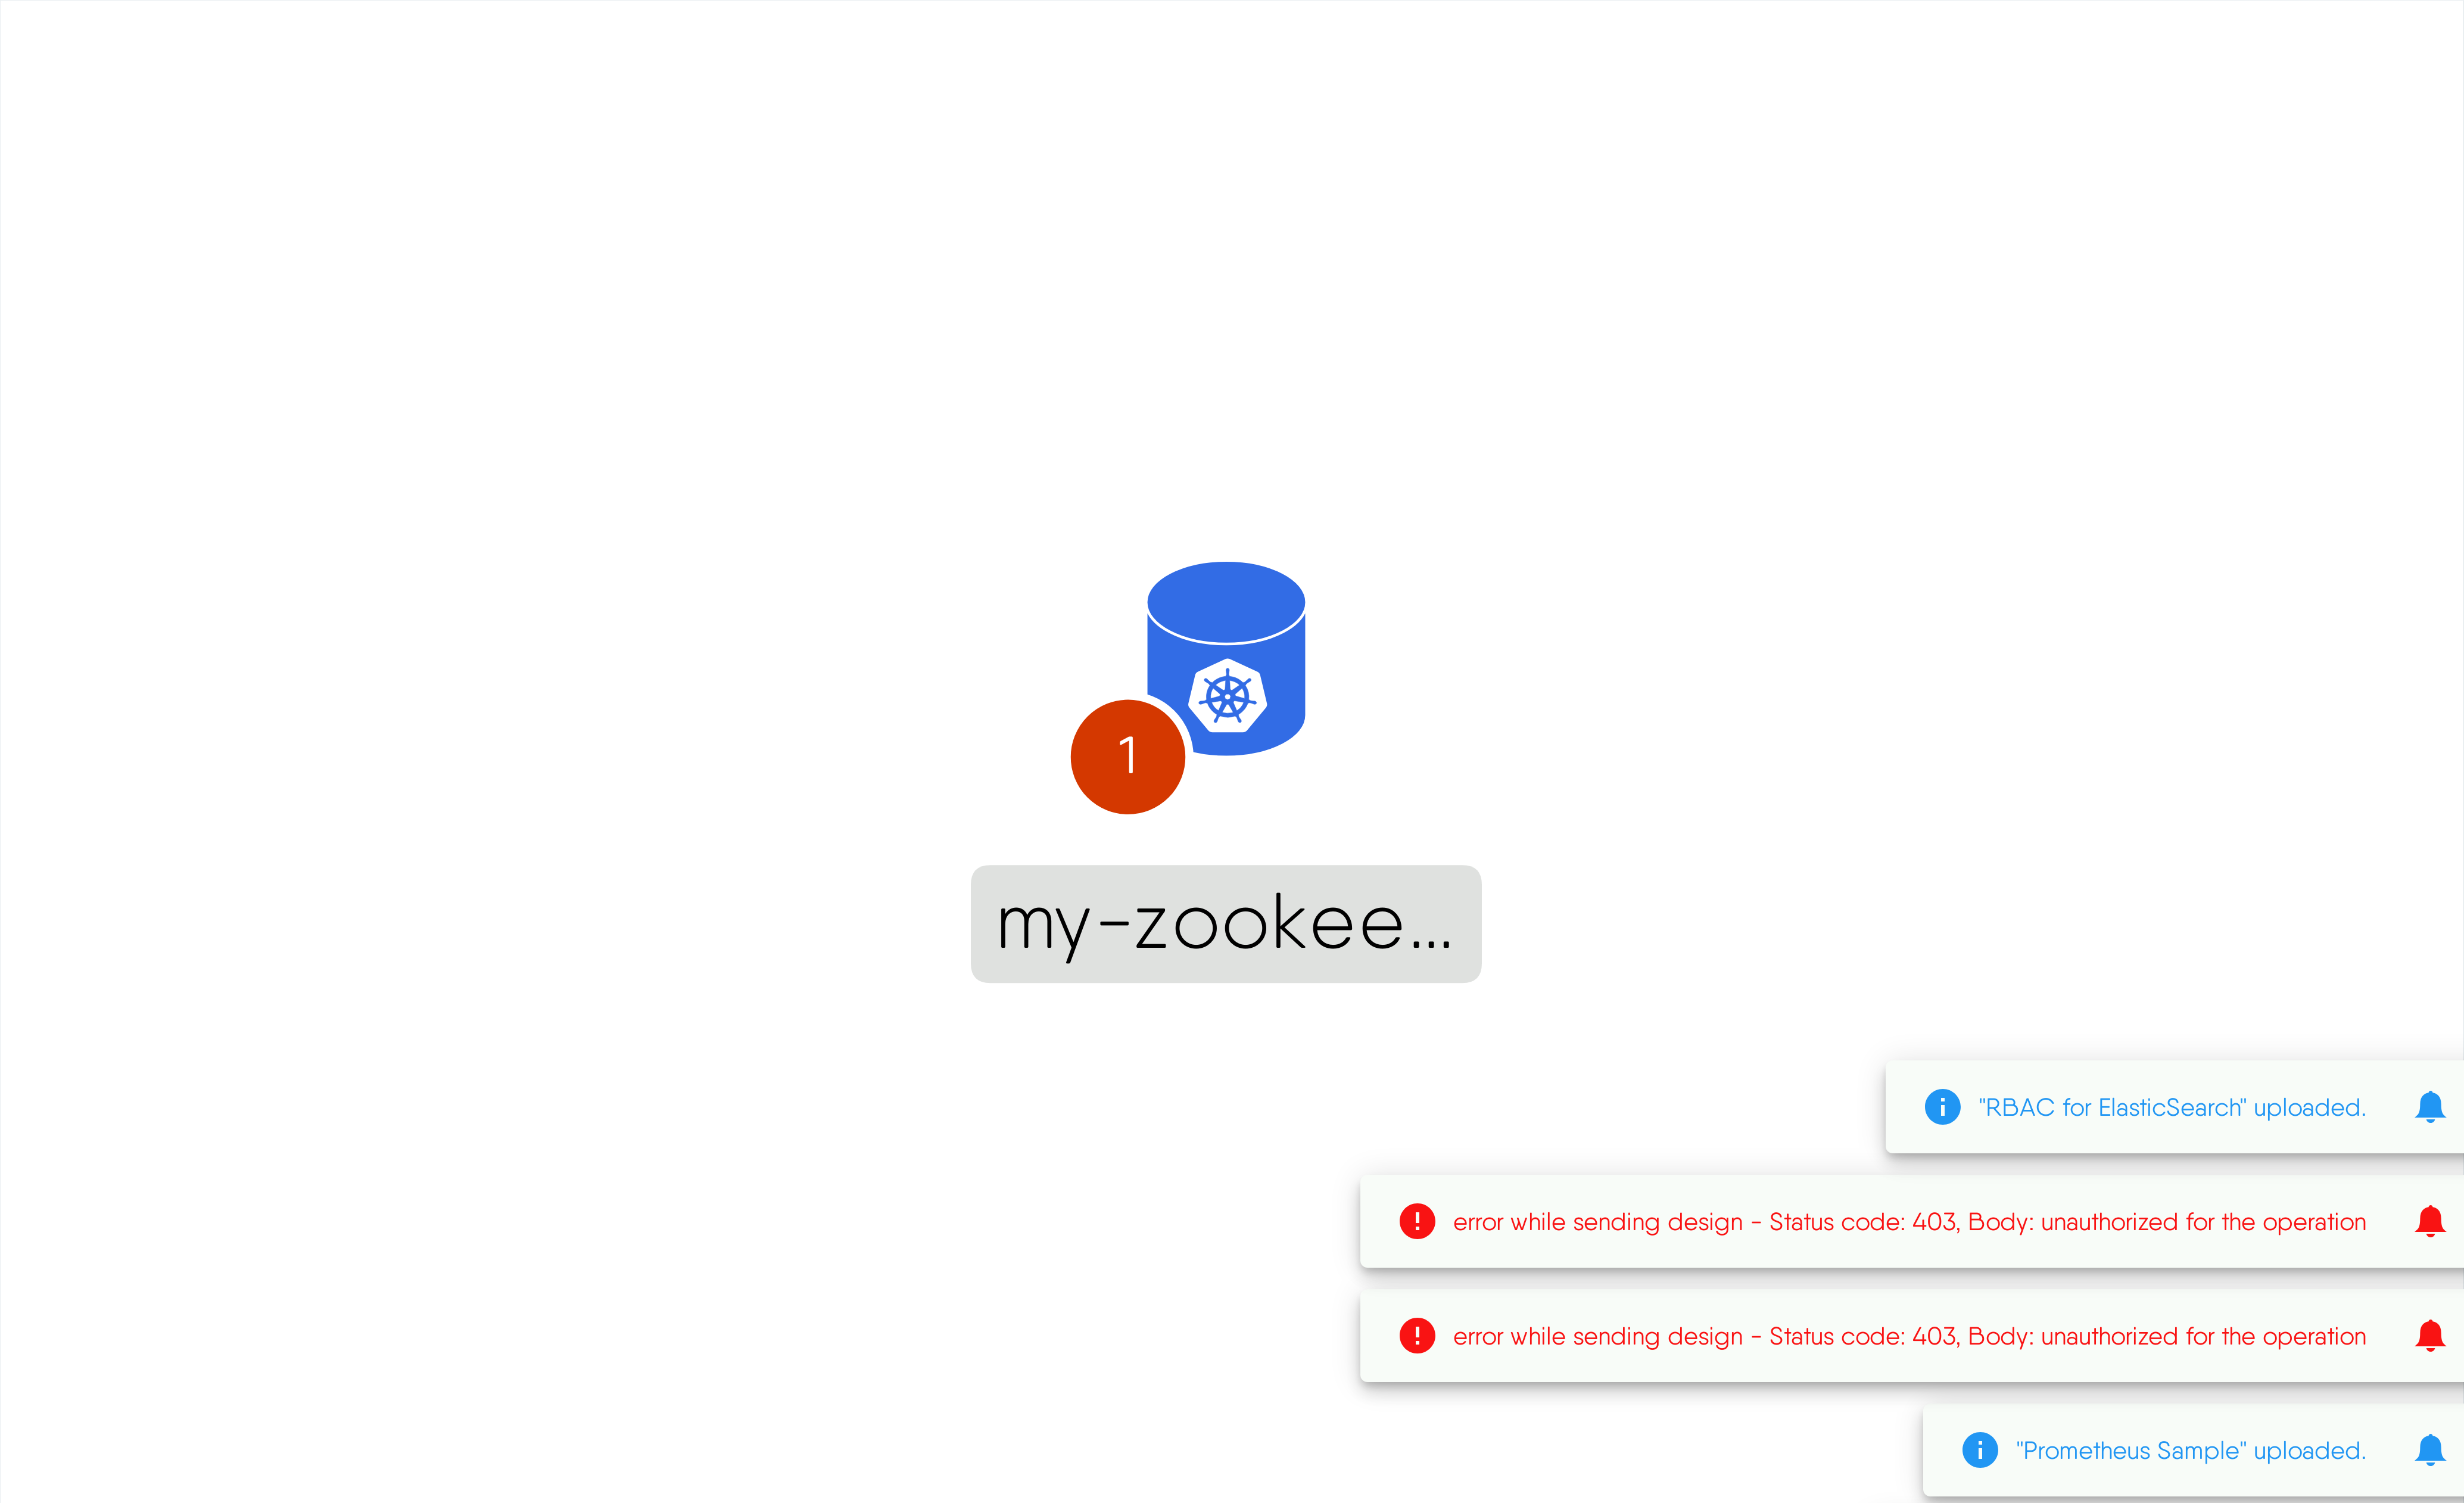 1
my-zookee...
"RBAC for ElasticSearch" uploaded.
error while sending design - Status code: 403, Body: unauthorized for the operation
error while sending design - Status code: 403, Body: unauthorized for the operation
"Prometheus Sample" uploaded.